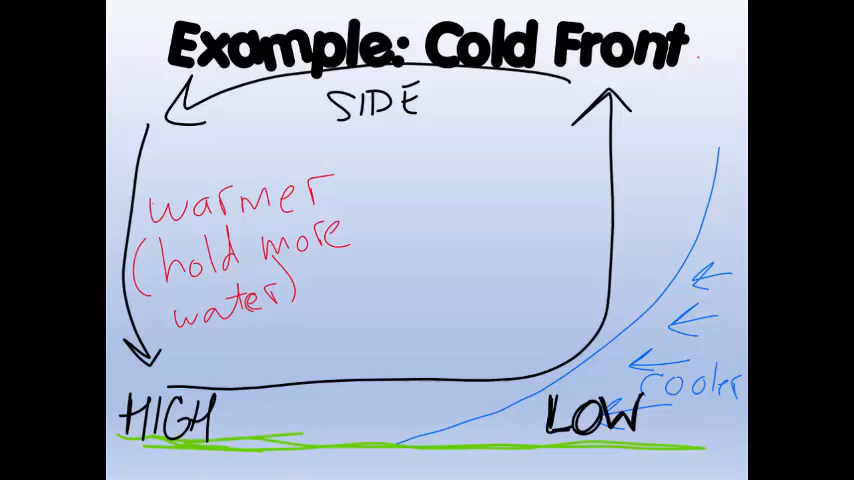 Example: Cold Front
SIDE
warmer
(hold more
water)
cooler
HIGH
LOW